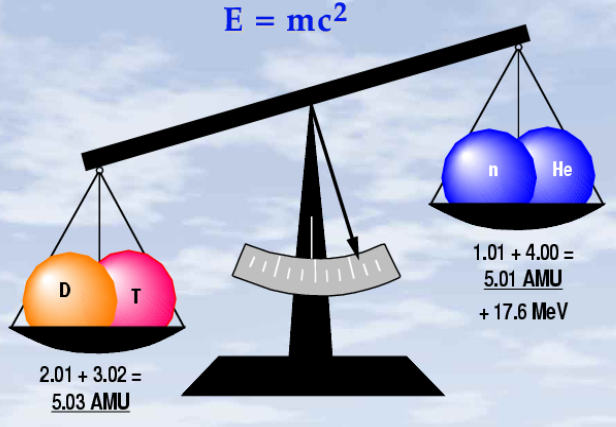 E = mc²
n
He
1.01 + 4.00 =
5.01 AMU
+ 17.6 MeV
D
T
2.01 + 3.02 =
5.03 AMU